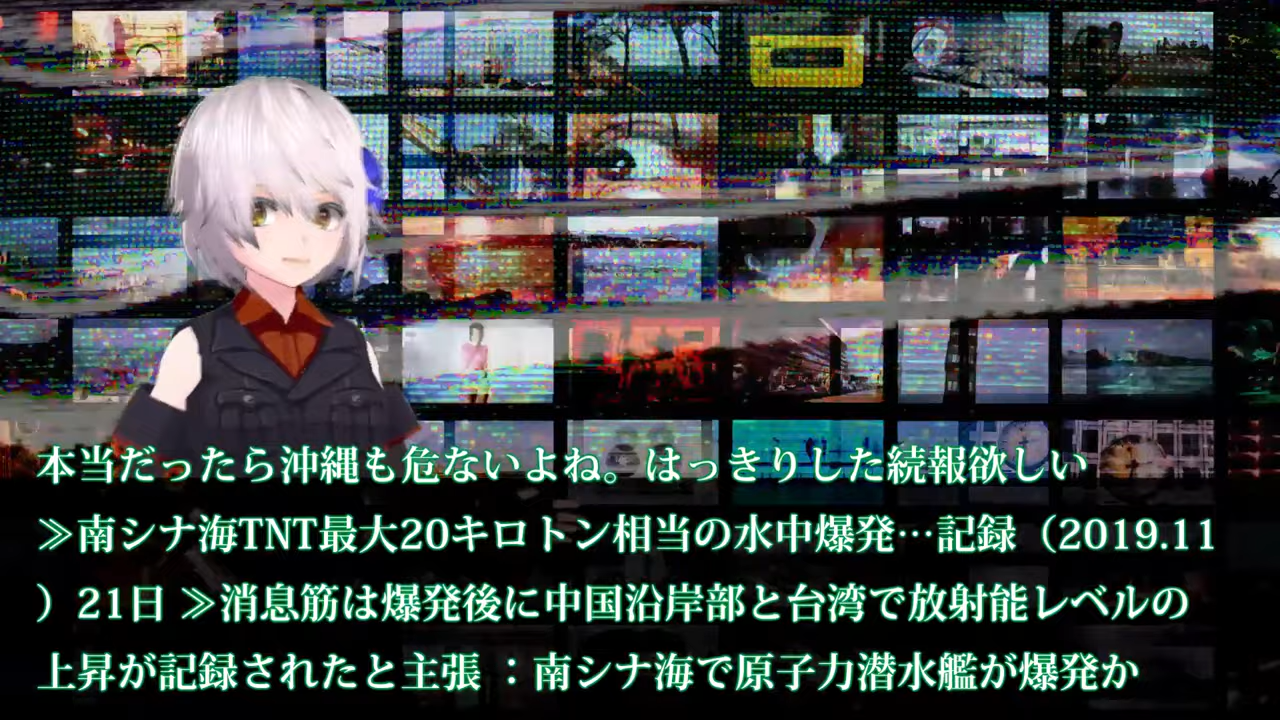 本当だったら沖縄も危ないよね。はっきりした続報欲しい
≫南シナ海TNT最大20キロトン相当の水中爆発…記録（2019.11
）21日 ≫消息筋は爆発後に中国沿岸部と台湾で放射能レベルの
上昇が記録されたと主張 ：南シナ海で原子力潜水艦が爆発か